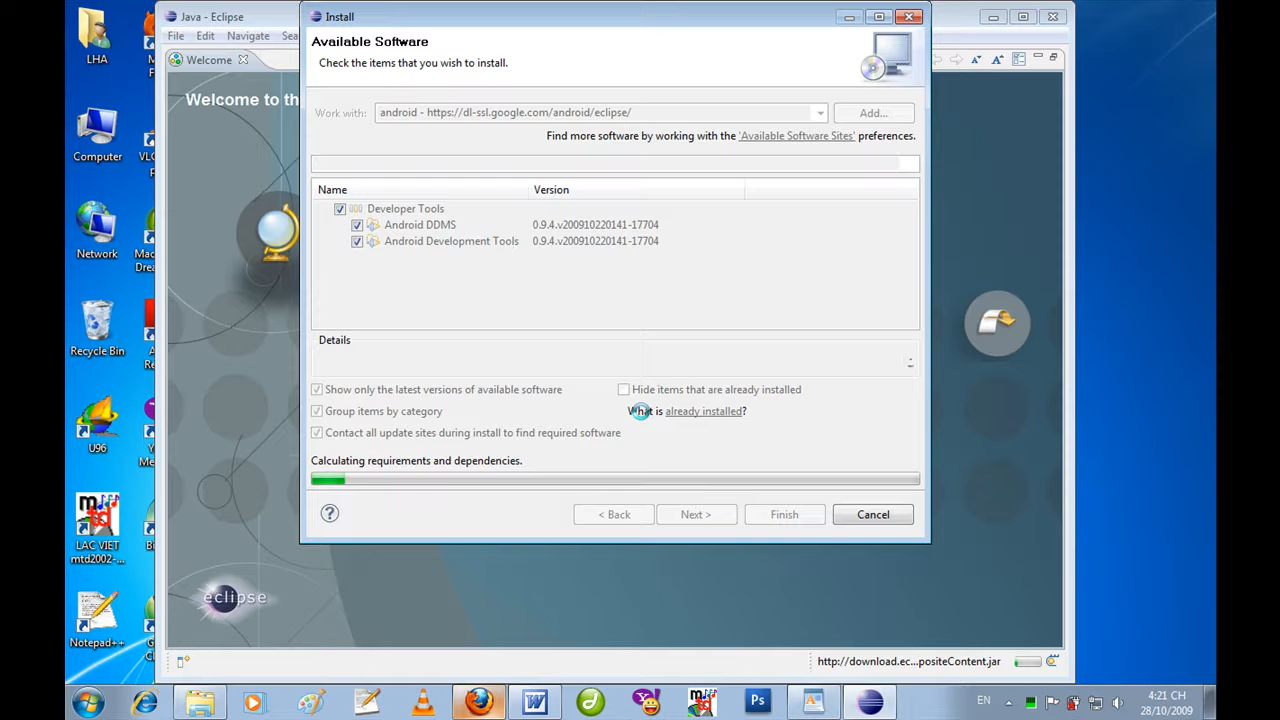 Java - Eclipse
Install
File Edit Navigate Sea
Welcome
Welcome to th
Available Software
Check the items that you wish to install.
Work with: android - https://dl-ssl.google.com/android/eclipse/ Add...
Find more software by working with the 'Available Software Sites' preferences.
Name Version
Developer Tools
Android DDMS 0.9.4.v200910220141-17704
Android Development Tools 0.9.4.v200910220141-17704
Details
Show only the latest versions of available software Hide items that are already installed
Group items by category What is already installed?
Contact all update sites during install to find required software
Calculating requirements and dependencies.
< Back Next > Finish Cancel
eclipse
http://download.ec...positeContent.jar
LHA
Computer
Network
Recycle Bin
U96
LAC VIET
mtd2002-...
Notepad++
EN
4:21 CH
28/10/2009